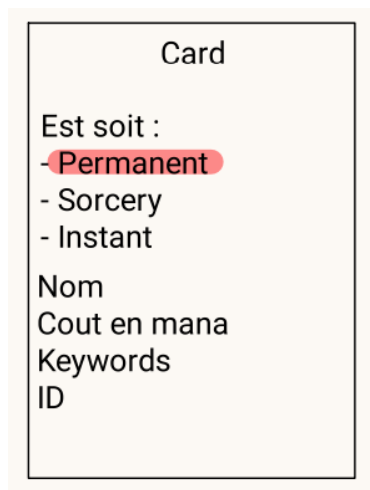 Card
Est soit :
- Permanent
- Sorcery
- Instant
Nom
Cout en mana
Keywords
ID